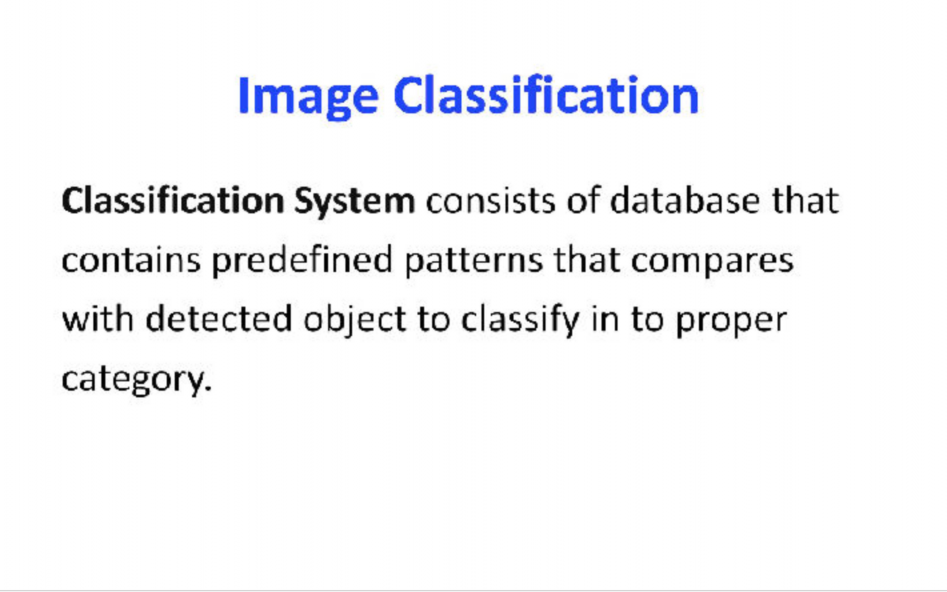 Image Classification
Classification System consists of database that
contains predefined patterns that compares
with detected object to classify in to proper
category.